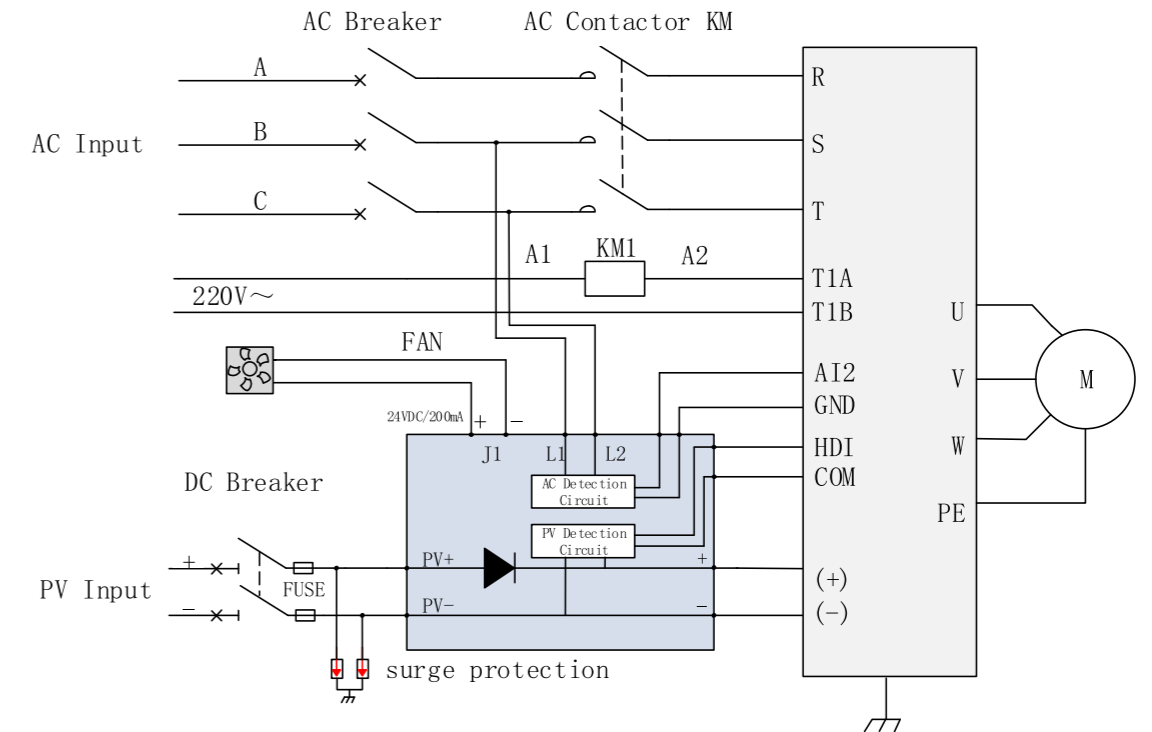 AC Breaker
AC Contactor KM
A
R
AC Input
B
S
C
T
A1
KM1
A2
T1A
220V～
T1B
U
FAN
AI2
V
M
24VDC/200mA
+
−
GND
J1
L1
L2
HDI
W
DC Breaker
AC Detection
Circuit
COM
PV Detection
Circuit
PE
+
PV+
+
(+)
PV Input
FUSE
−
PV-
−
(-)
surge protection